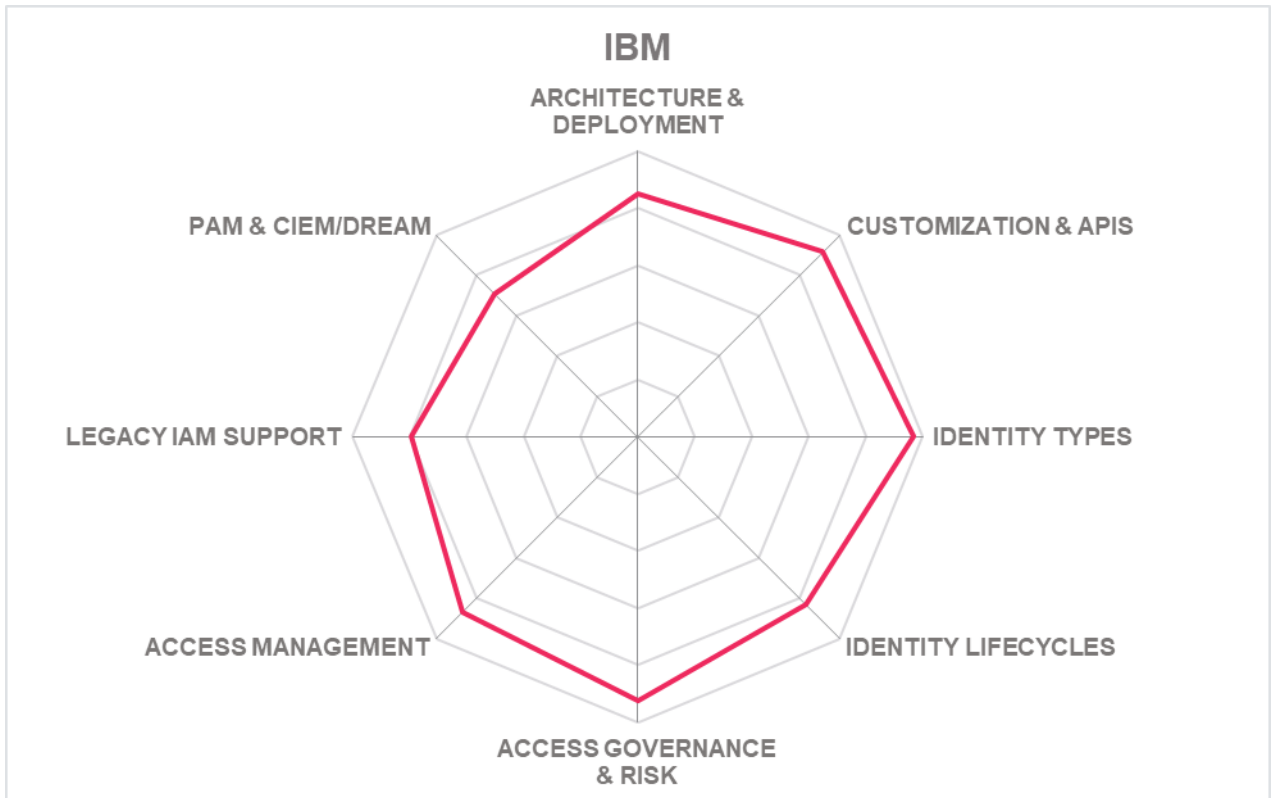 IBM
ARCHITECTURE &
DEPLOYMENT
PAM & CIEM/DREAM
CUSTOMIZATION & APIS
LEGACY IAM SUPPORT
IDENTITY TYPES
ACCESS MANAGEMENT
IDENTITY LIFECYCLES
ACCESS GOVERNANCE
& RISK